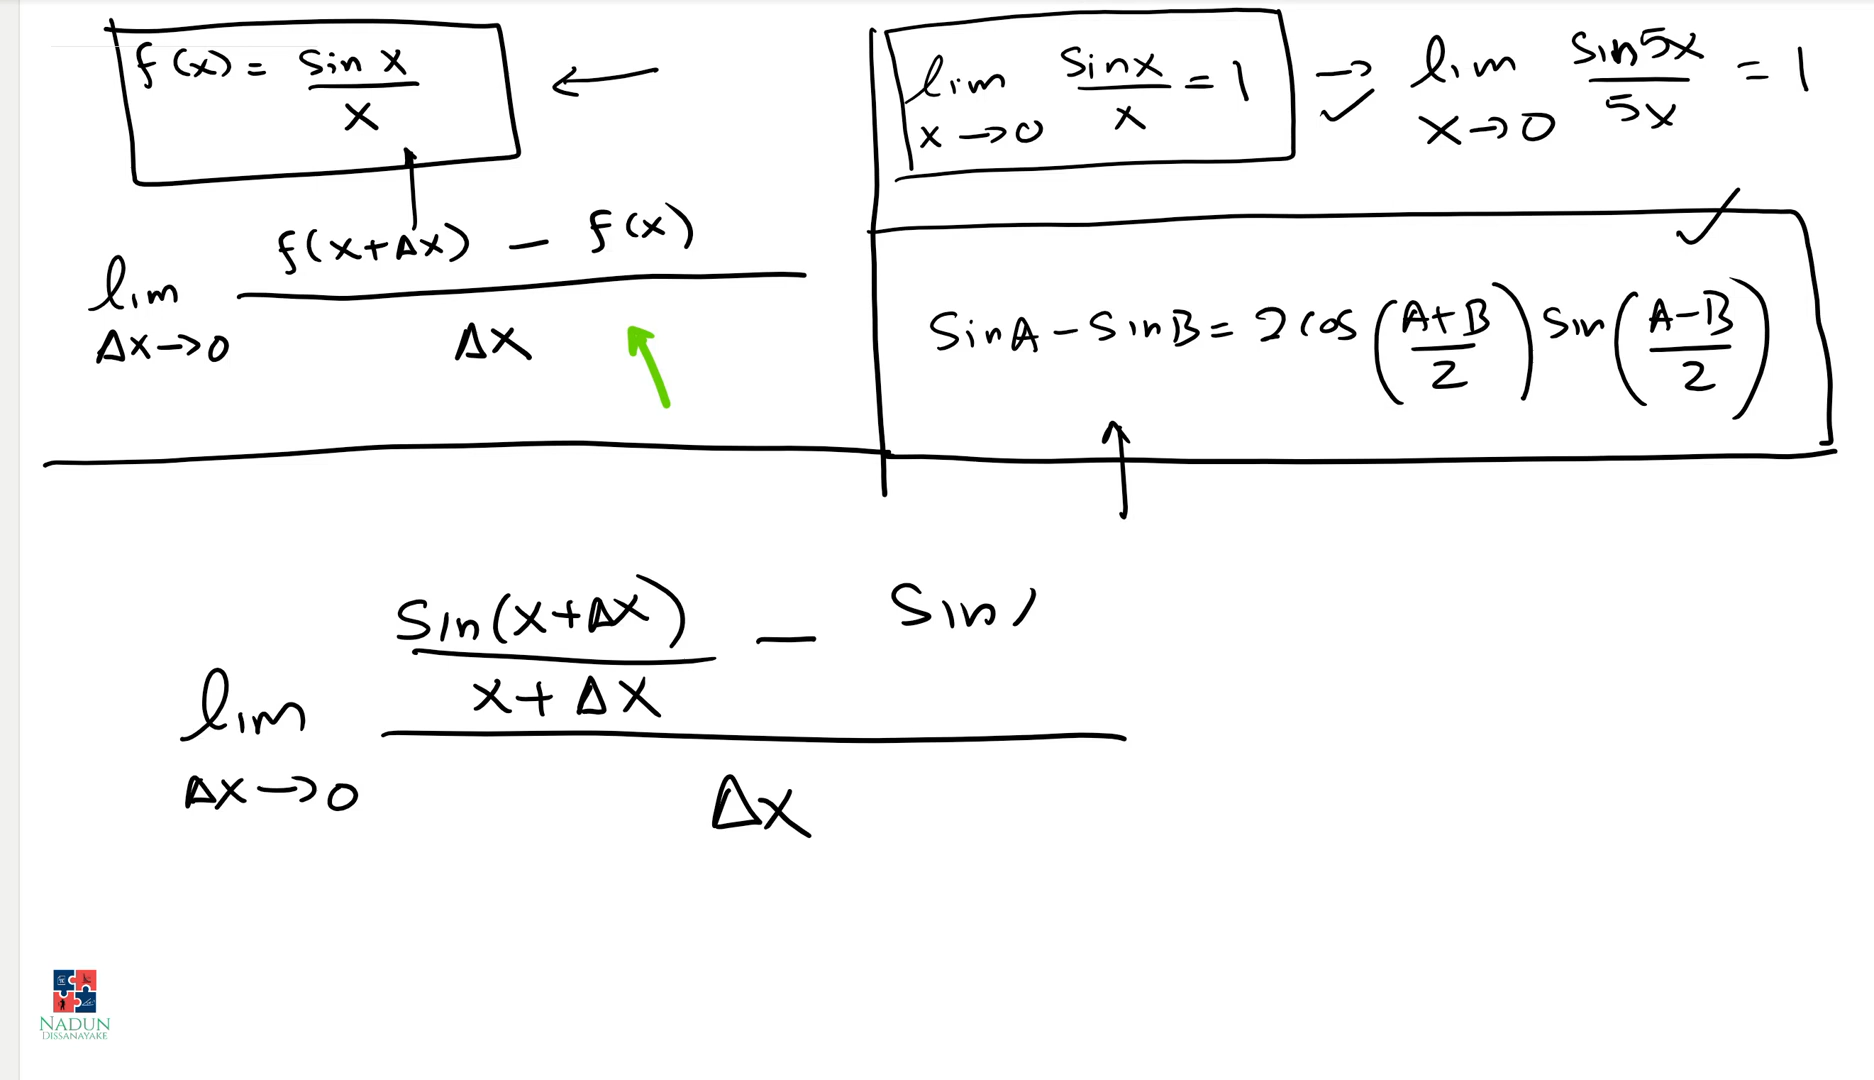 f(x) = sin x / x ←
lim x→0 sinx / x = 1 → lim x→0 sin5x / 5x = 1
lim Δx→0 f(x+Δx) − f(x) / Δx
SinA − SinB = 2cos (A+B / 2) Sin (A−B / 2)
lim Δx→0 Sin(x+Δx) / x+Δx − Sin / Δx
NADUN
DISSANAYAKE